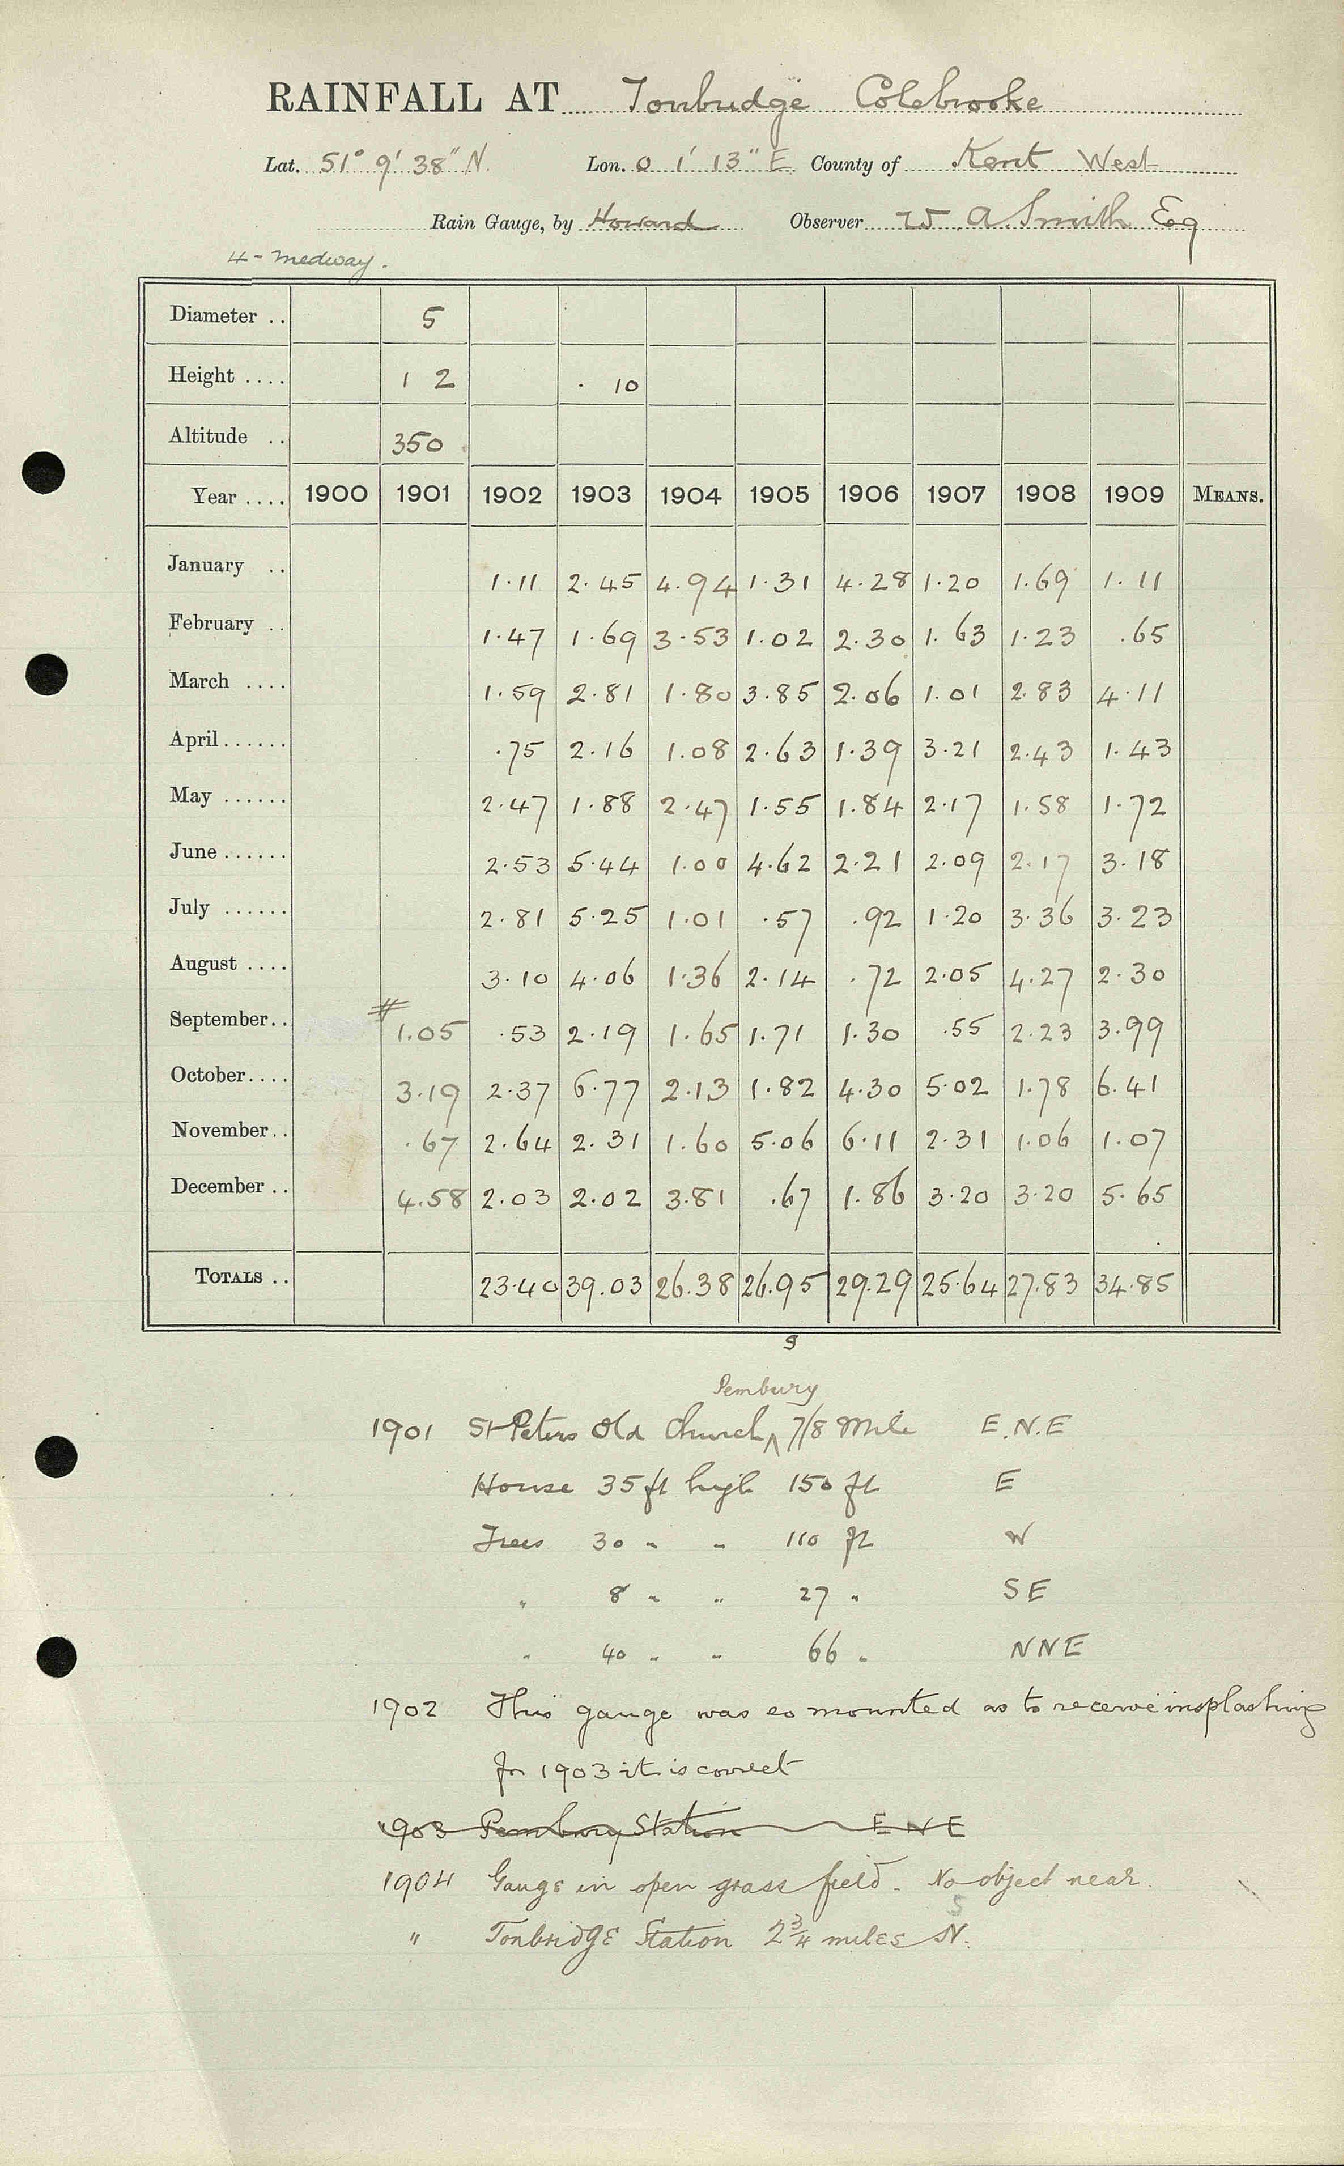 RAINFALL AT Tonbridge Colebrooke
Lat. 51° 9' 38" N. Lon. 0 1' 13" E. County of Kent West
Rain Gauge, by Howard Observer W. A. Smith Esq
4 - Medway.
Diameter .. 5
Height .... 1 2 . 10
Altitude .. 350
Year .... 1900 1901 1902 1903 1904 1905 1906 1907 1908 1909 MEANS.
January .. 1.11 2.45 4.94 1.31 4.28 1.20 1.69 1.11
February .. 1.47 1.69 3.53 1.02 2.30 1.63 1.23 .65
March .... 1.59 2.81 1.80 3.85 2.06 1.01 2.83 4.11
April...... .75 2.16 1.08 2.63 1.39 3.21 2.43 1.43
May ...... 2.47 1.88 2.47 1.55 1.84 2.17 1.58 1.72
June...... 2.53 5.44 1.00 4.62 2.21 2.09 2.17 3.18
July ...... 2.81 5.25 1.01 .57 .92 1.20 3.36 3.23
August .... 3.10 4.06 1.36 2.14 .72 2.05 4.27 2.30
September.. # 1.05 .53 2.19 1.65 1.71 1.30 .55 2.23 3.99
October.... 3.19 2.37 6.77 2.13 1.82 4.30 5.02 1.78 6.41
November.. .67 2.64 2.31 1.60 5.06 6.11 2.31 1.06 1.07
December .. 4.58 2.03 2.02 3.81 .67 1.86 3.20 3.20 5.65
TOTALS .. 23.40 39.03 26.38 26.95 29.29 25.64 27.83 34.85
9
Pembury
1901 St Peters Old Church 7/8 Mile E.N.E
House 35 ft high 150 ft E
Trees 30 " " 110 ft W
" 8 " " 27 " SE
" 40 " " 66 " NNE
1902 This gauge was so mounted as to receive insplashing
for 1903 it is correct
1903 Pembury Station E N E
1904 Gauge in open grass field. No object near.
S
" Tonbridge Station 2 3/4 miles N.